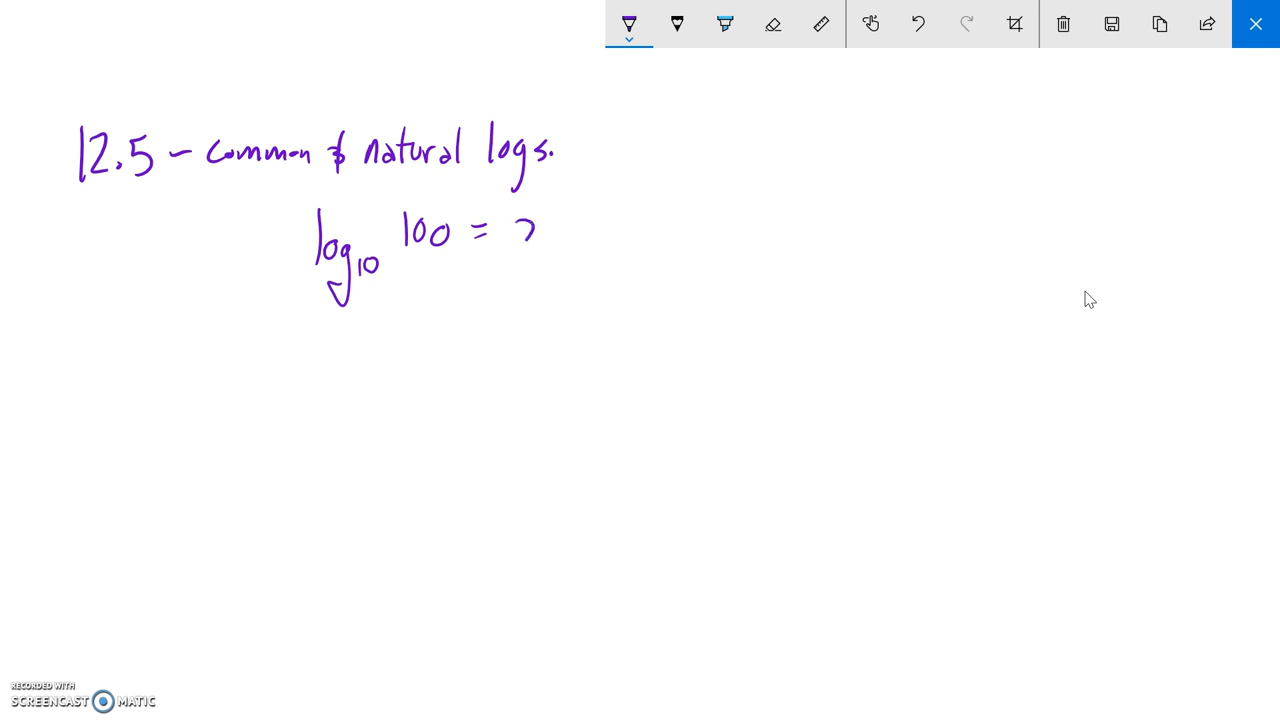 12.5 - common & natural logs.
log₁₀ 100 = ?
RECORDED WITH
SCREENCAST MATIC